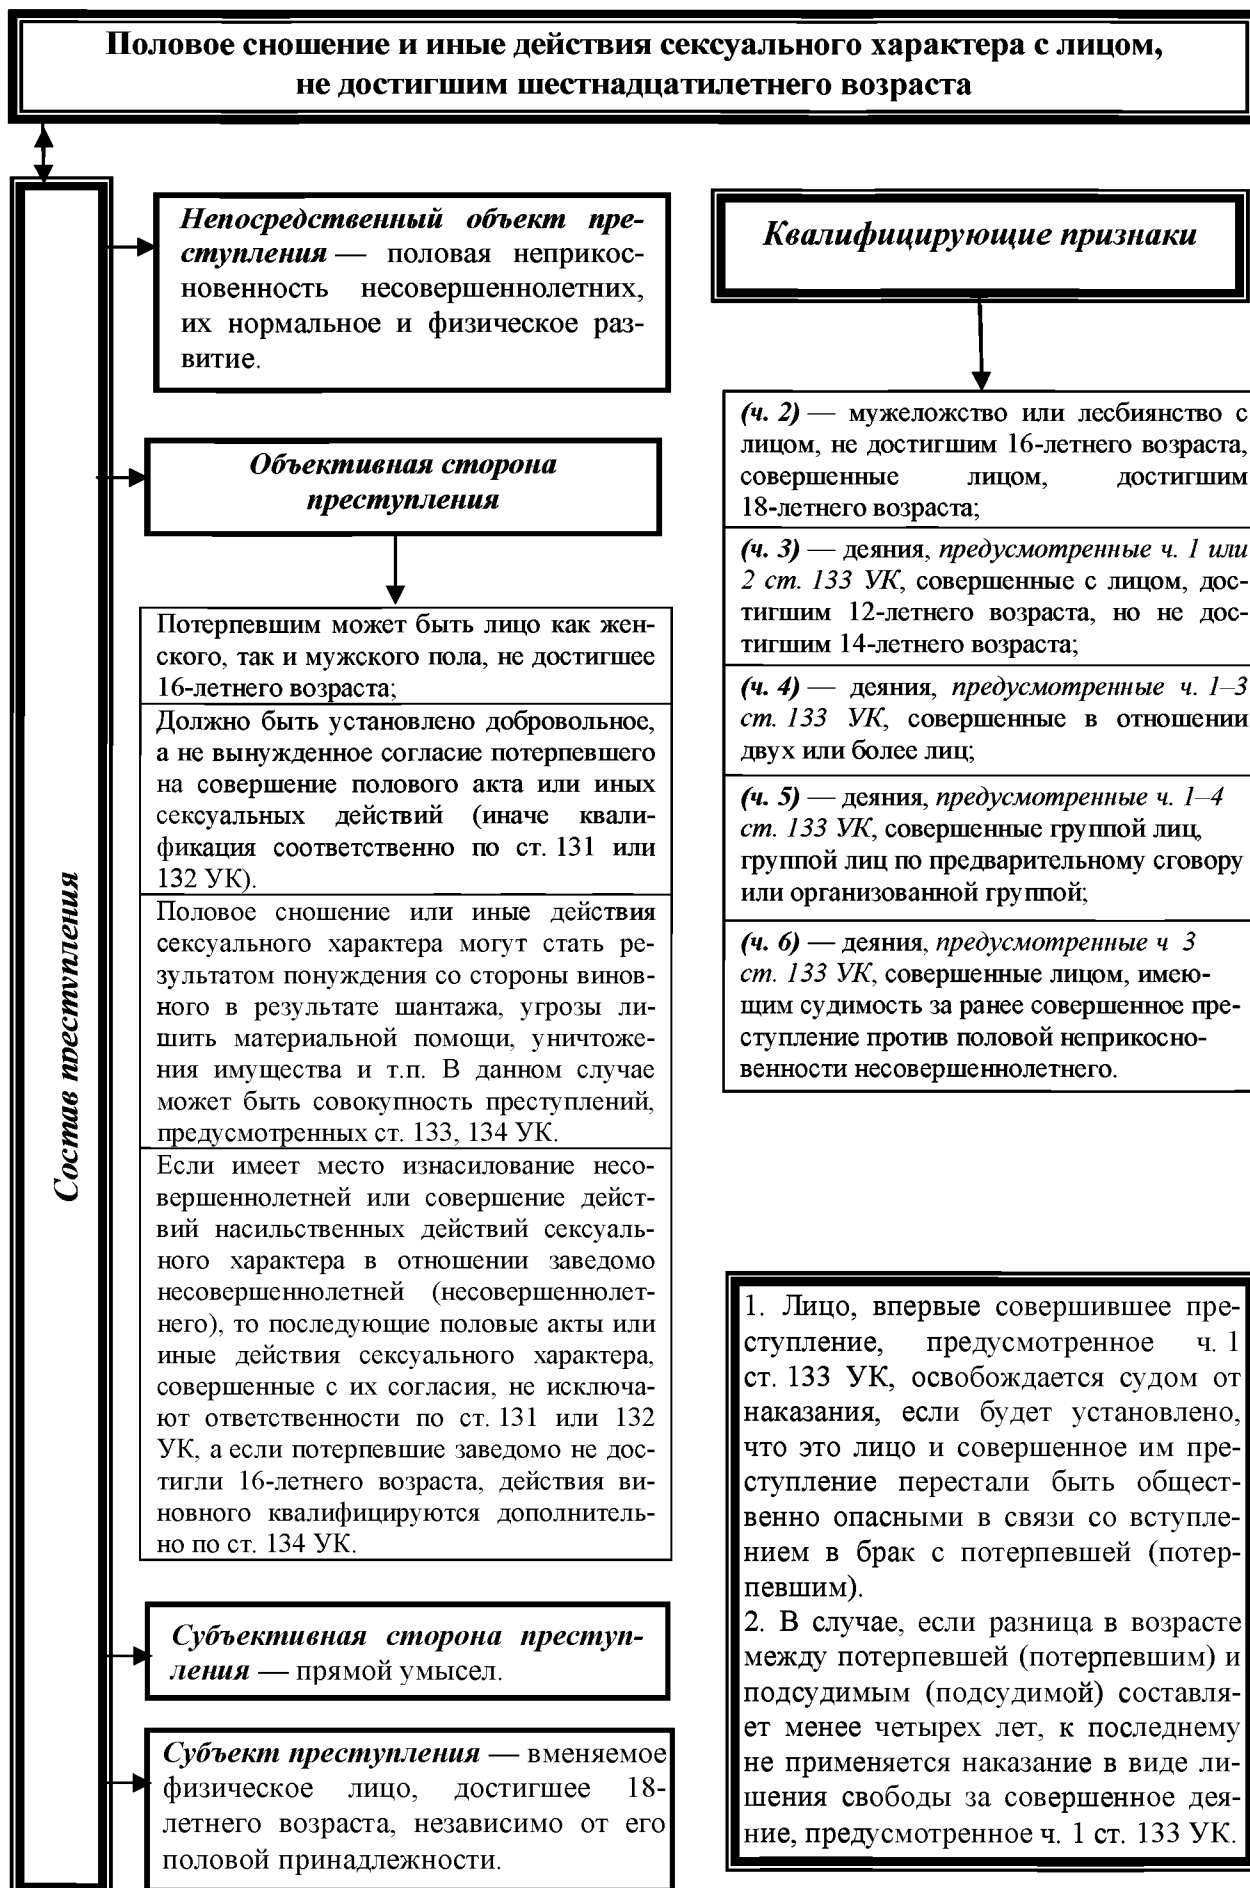 Половое сношение и иные действия сексуального характера с лицом,
не достигшим шестнадцатилетнего возраста
Состав преступления
Непосредственный объект пре-
ступления — половая неприкос-
новенность несовершеннолетних,
их нормальное и физическое раз-
витие.
Объективная сторона
преступления
Потерпевшим может быть лицо как жен-
ского, так и мужского пола, не достигшее
16-летнего возраста;
Должно быть установлено добровольное,
а не вынужденное согласие потерпевшего
на совершение полового акта или иных
сексуальных действий (иначе квали-
фикация соответственно по ст. 131 или
132 УК).
Половое сношение или иные действия
сексуального характера могут стать ре-
зультатом понуждения со стороны винов-
ного в результате шантажа, угрозы ли-
шить материальной помощи, уничтоже-
ния имущества и т.п. В данном случае
может быть совокупность преступлений,
предусмотренных ст. 133, 134 УК.
Если имеет место изнасилование несо-
вершеннолетней или совершение дейст-
вий насильственных действий сексуаль-
ного характера в отношении заведомо
несовершеннолетней (несовершеннолет-
него), то последующие половые акты или
иные действия сексуального характера,
совершенные с их согласия, не исключа-
ют ответственности по ст. 131 или 132
УК, а если потерпевшие заведомо не дос-
тигли 16-летнего возраста, действия ви-
новного квалифицируются дополнитель-
но по ст. 134 УК.
Субъективная сторона преступ-
ления — прямой умысел.
Субъект преступления — вменяемое
физическое лицо, достигшее 18-
летнего возраста, независимо от его
половой принадлежности.
Квалифицирующие признаки
(ч. 2) — мужеложство или лесбиянство с
лицом, не достигшим 16-летнего возраста,
совершенные лицом, достигшим
18-летнего возраста;
(ч. 3) — деяния, предусмотренные ч. 1 или
2 ст. 133 УК, совершенные с лицом, дос-
тигшим 12-летнего возраста, но не дос-
тигшим 14-летнего возраста;
(ч. 4) — деяния, предусмотренные ч. 1–3
ст. 133 УК, совершенные в отношении
двух или более лиц;
(ч. 5) — деяния, предусмотренные ч. 1–4
ст. 133 УК, совершенные группой лиц,
группой лиц по предварительному сговору
или организованной группой;
(ч. 6) — деяния, предусмотренные ч 3
ст. 133 УК, совершенные лицом, имею-
щим судимость за ранее совершенное пре-
ступление против половой неприкосно-
венности несовершеннолетнего.
1. Лицо, впервые совершившее пре-
ступление, предусмотренное ч. 1
ст. 133 УК, освобождается судом от
наказания, если будет установлено,
что это лицо и совершенное им пре-
ступление перестали быть общест-
венно опасными в связи со вступле-
нием в брак с потерпевшей (потер-
певшим).
2. В случае, если разница в возрасте
между потерпевшей (потерпевшим) и
подсудимым (подсудимой) составля-
ет менее четырех лет, к последнему
не применяется наказание в виде ли-
шения свободы за совершенное дея-
ние, предусмотренное ч. 1 ст. 133 УК.